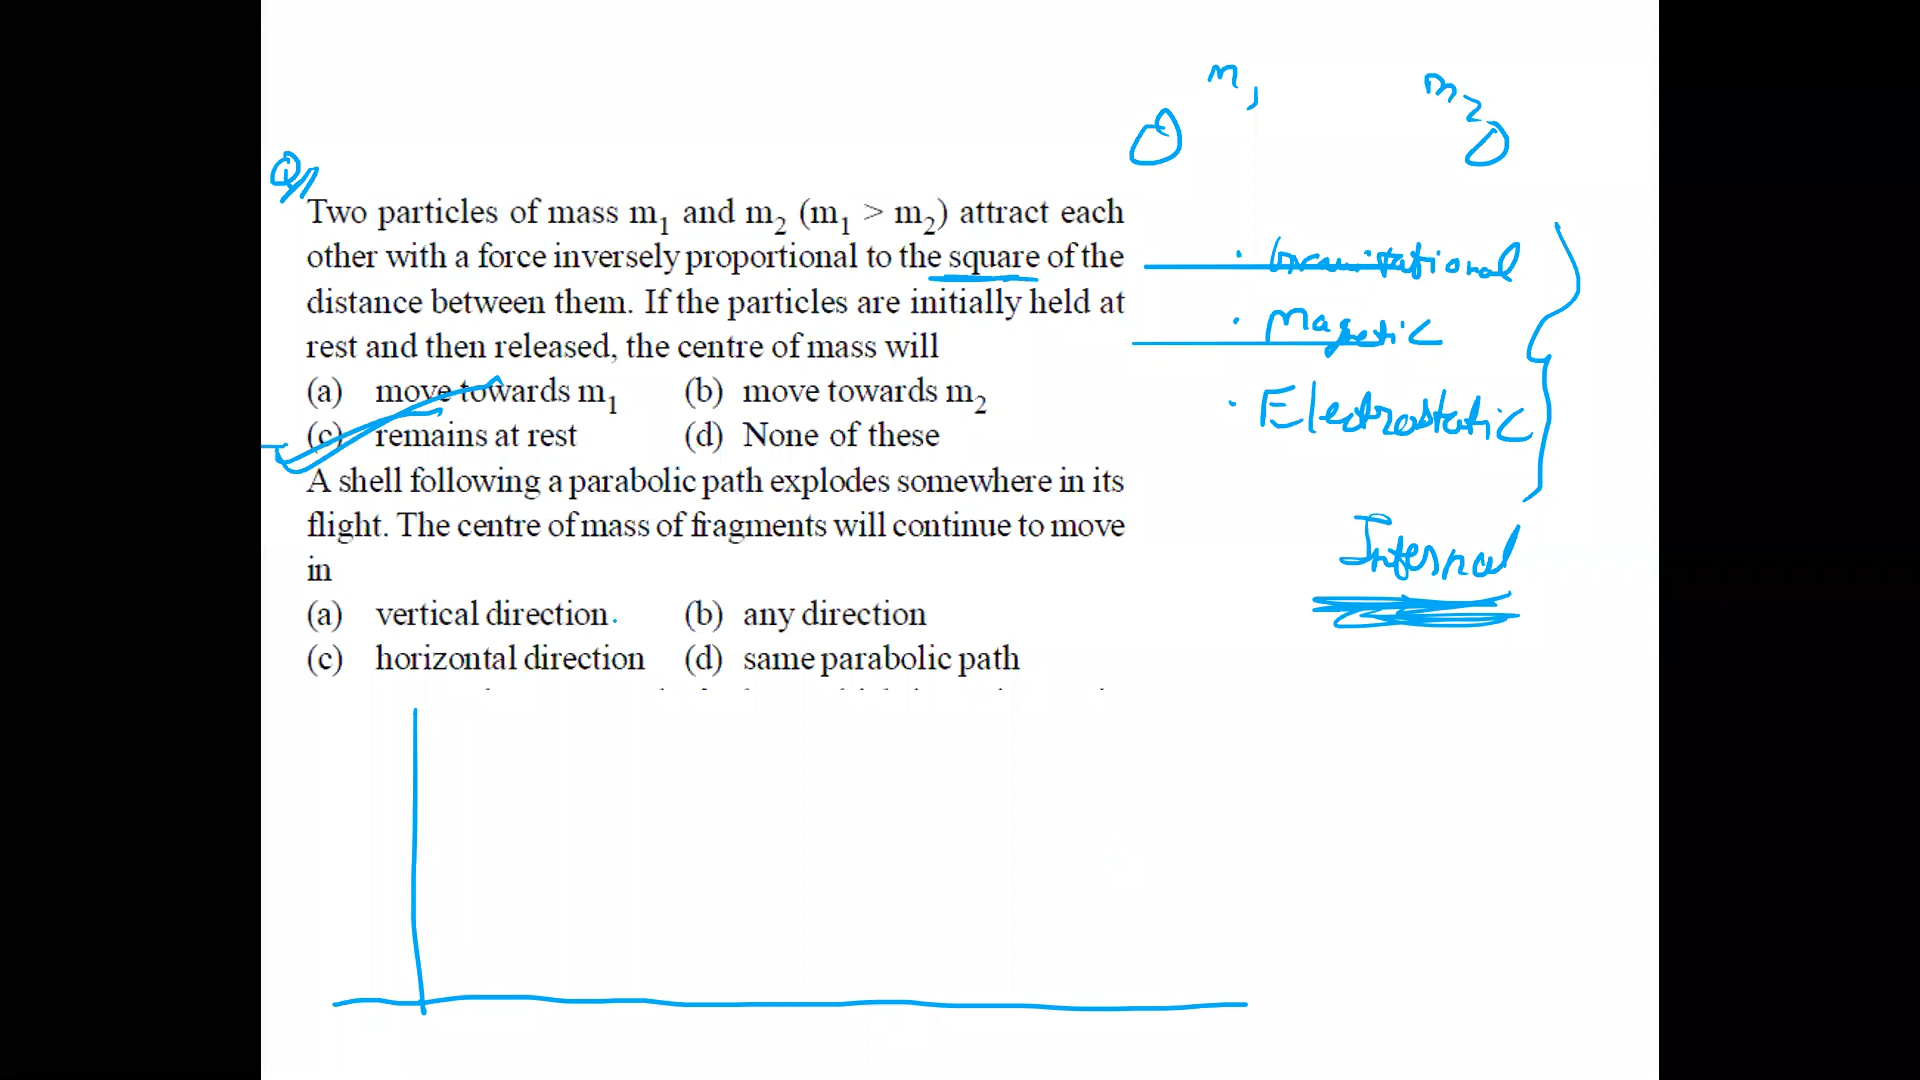 m1
m2
Q1
Two particles of mass m1 and m2 (m1 > m2) attract each
other with a force inversely proportional to the square of the
distance between them. If the particles are initially held at
rest and then released, the centre of mass will
(a) move towards m1 (b) move towards m2
(c) remains at rest (d) None of these
A shell following a parabolic path explodes somewhere in its
flight. The centre of mass of fragments will continue to move
in
(a) vertical direction. (b) any direction
(c) horizontal direction (d) same parabolic path
· Gravitational
· Magnetic
· Electrostatic
Internal